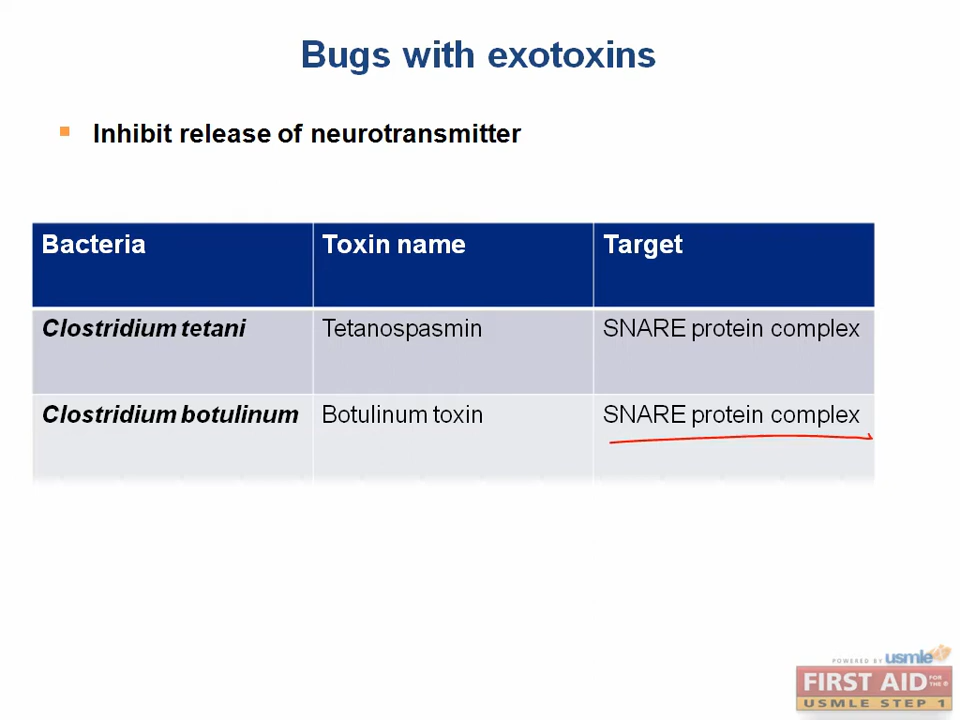 Bugs with exotoxins
Inhibit release of neurotransmitter
Bacteria Toxin name Target
Clostridium tetani Tetanospasmin SNARE protein complex
Clostridium botulinum Botulinum toxin SNARE protein complex
POWERED BY usmle
FIRST AID FOR THE ®
USMLE STEP 1